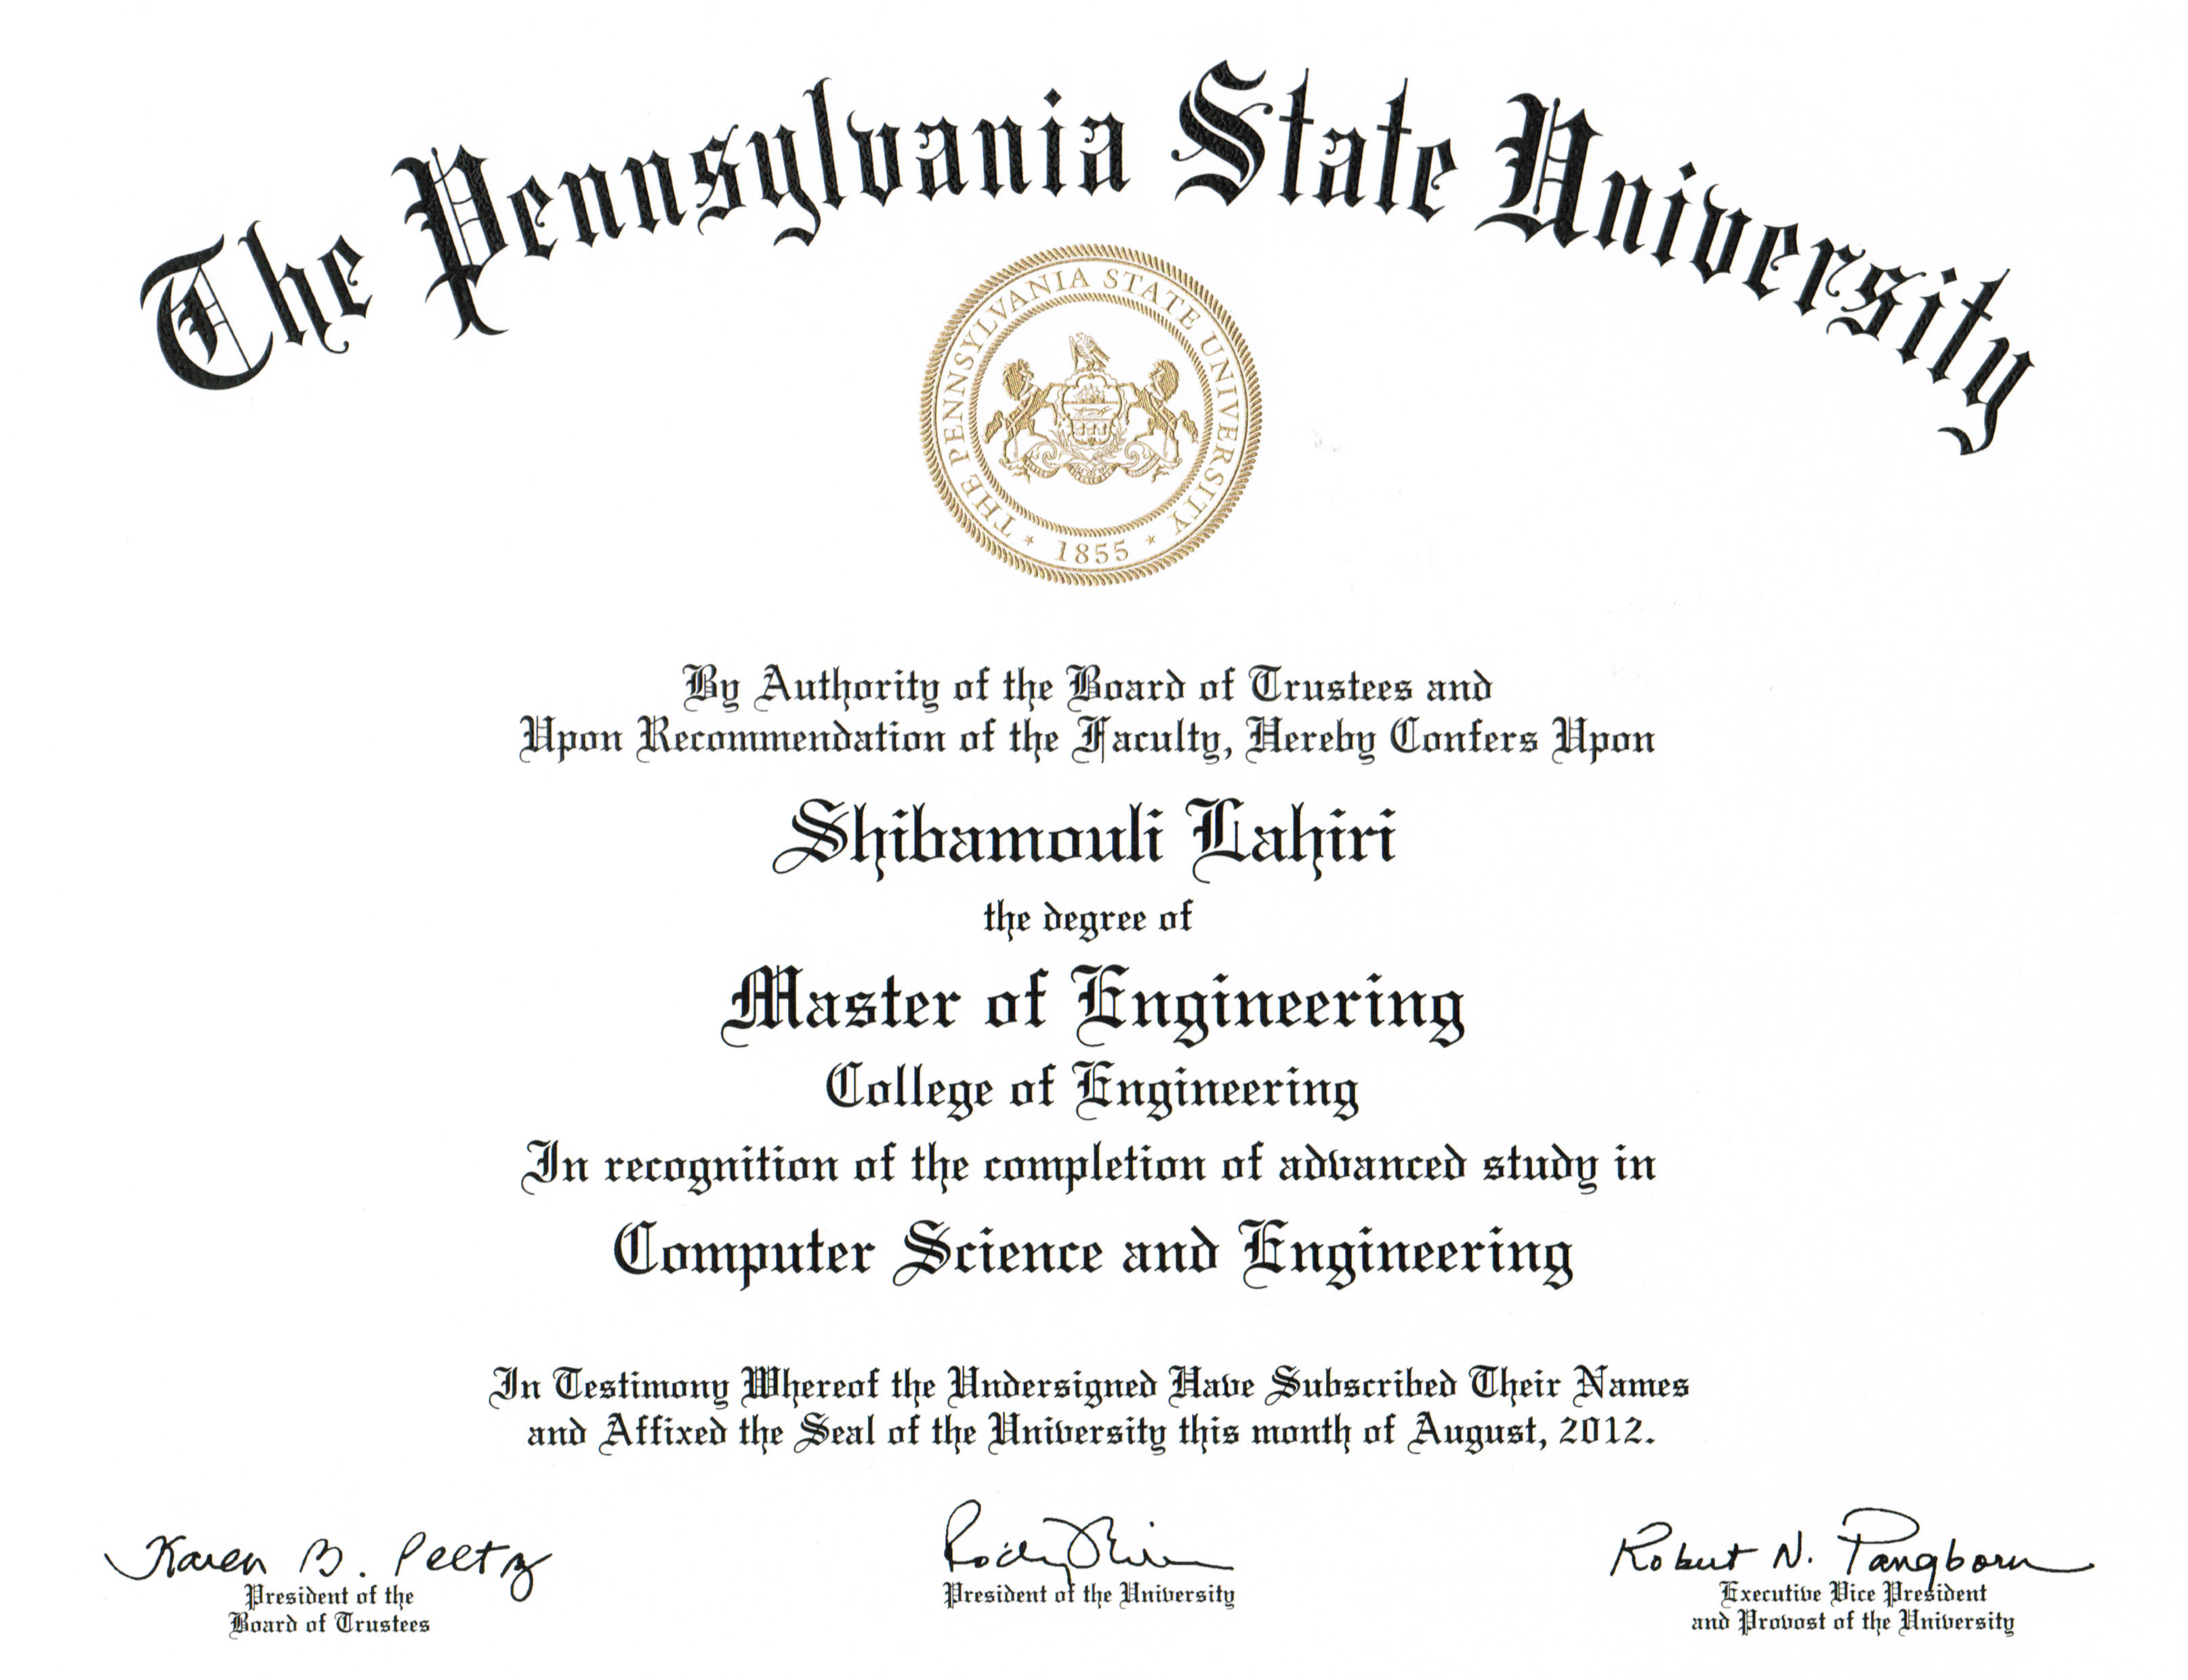 The Pennsylvania State University
THE PENNSYLVANIA STATE UNIVERSITY
★ 1855 ★
By Authority of the Board of Trustees and
Upon Recommendation of the Faculty, Hereby Confers Upon
Shibamouli Lahiri
the degree of
Master of Engineering
College of Engineering
In recognition of the completion of advanced study in
Computer Science and Engineering
In Testimony Whereof the Undersigned Have Subscribed Their Names
and Affixed the Seal of the University this month of August, 2012.
Karen B. Peetz
President of the
Board of Trustees
Rodney
President of the University
Robert N. Pangborn
Executive Vice President
and Provost of the University